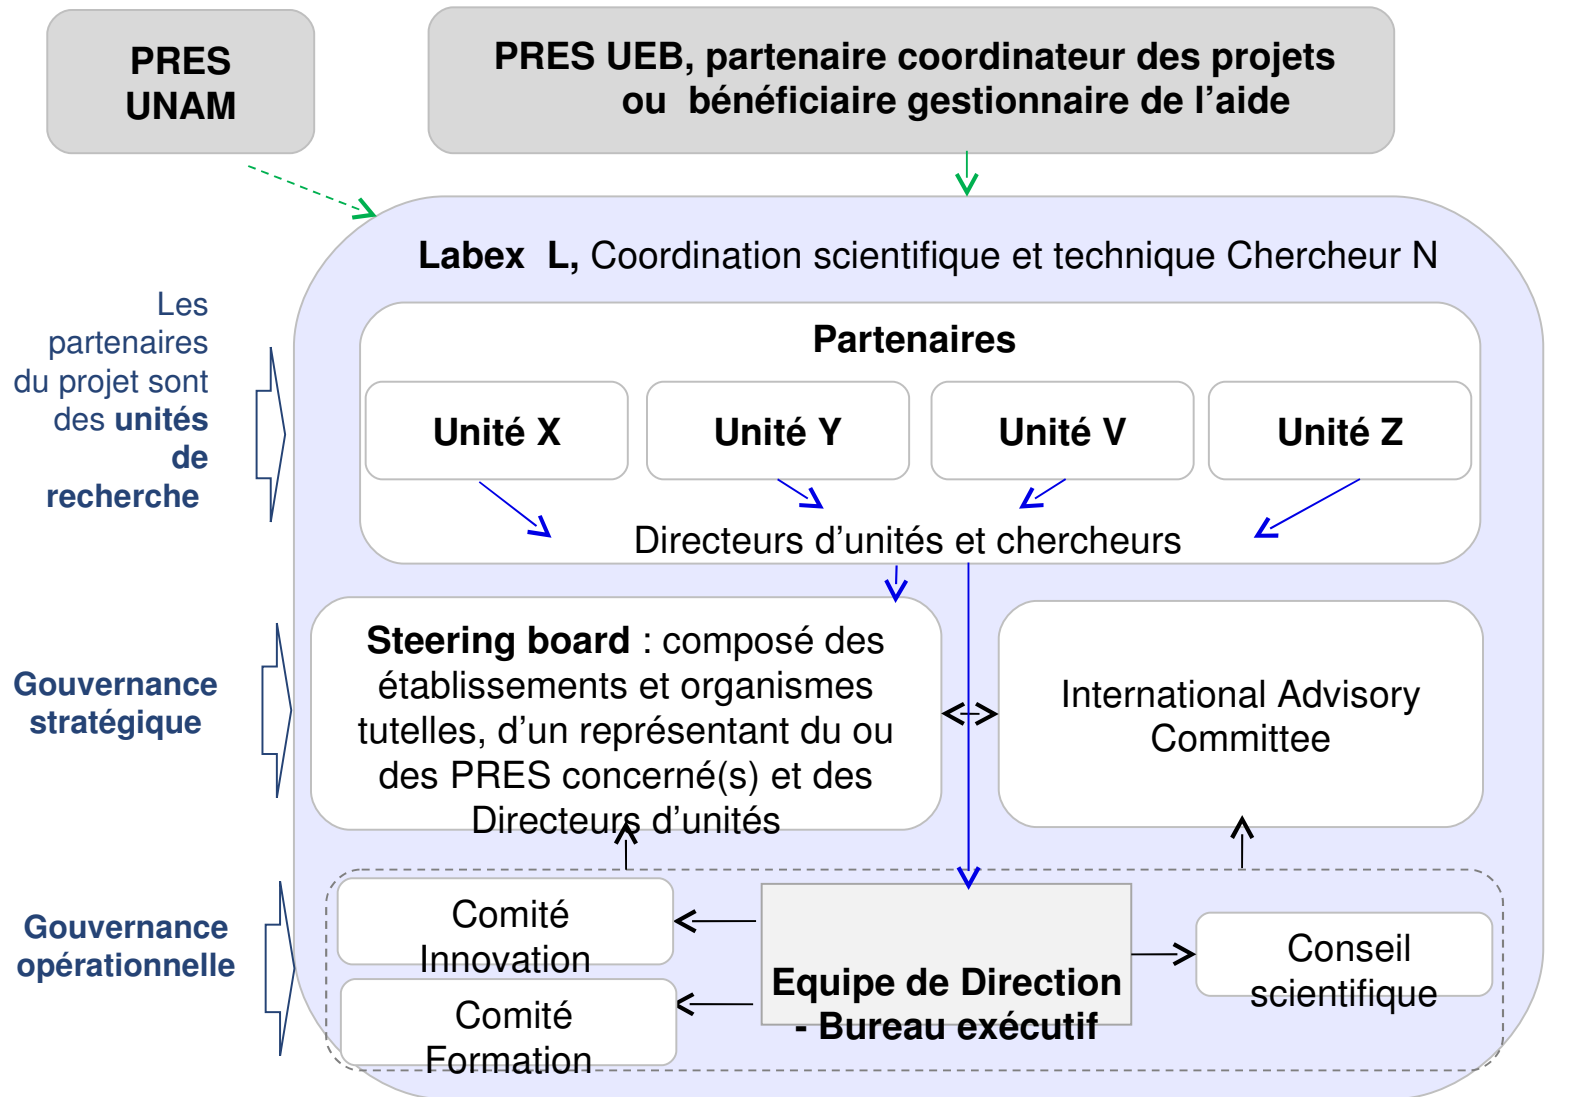 PRES
UNAM
PRES UEB, partenaire coordinateur des projets
ou bénéficiaire gestionnaire de l’aide
Labex L, Coordination scientifique et technique Chercheur N
Les
partenaires
du projet sont
des unités
de
recherche
Partenaires
Unité X
Unité Y
Unité V
Unité Z
Directeurs d’unités et chercheurs
Gouvernance
stratégique
Steering board : composé des
établissements et organismes
tutelles, d’un représentant du ou
des PRES concerné(s) et des
Directeurs d’unités
International Advisory
Committee
Gouvernance
opérationnelle
Comité
Innovation
Comité
Formation
Equipe de Direction
- Bureau exécutif
Conseil
scientifique